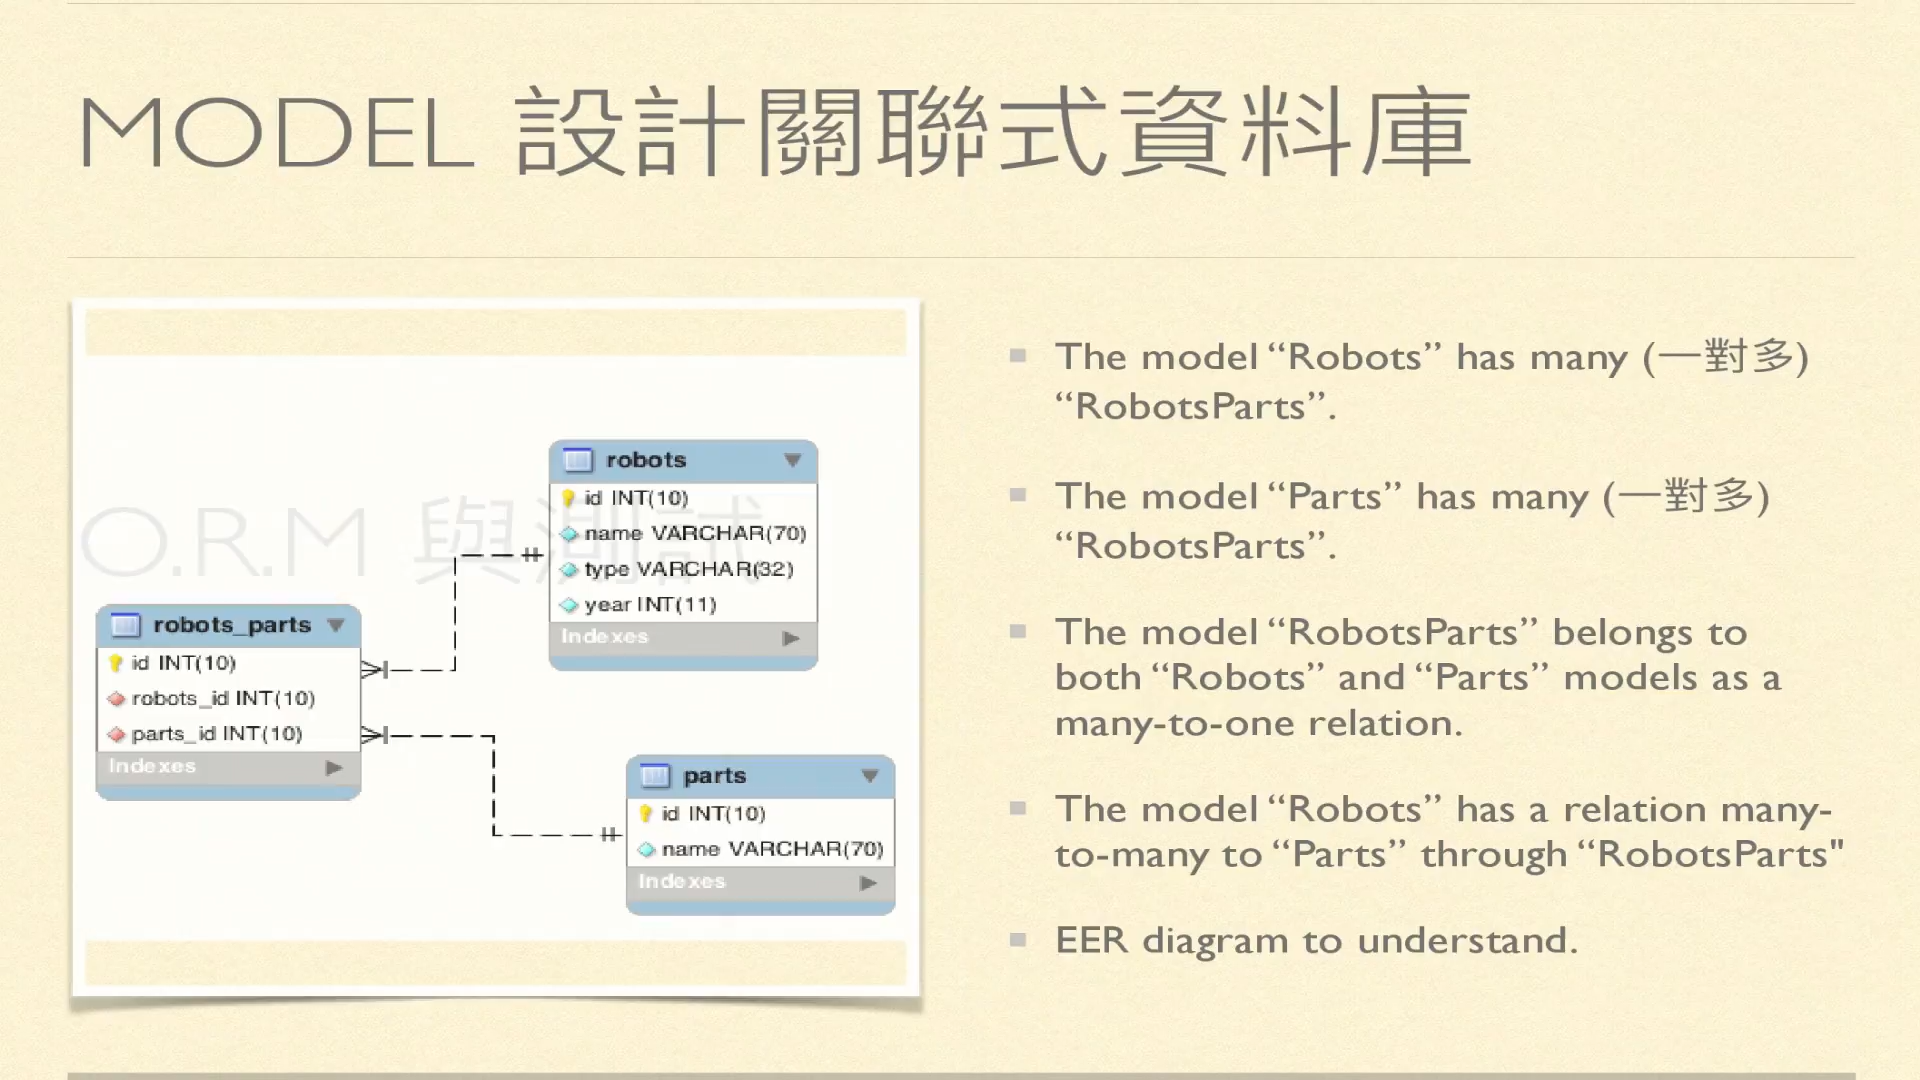 MODEL 設計關聯式資料庫
O.R.M 與測試
robots
id INT(10)
name VARCHAR(70)
type VARCHAR(32)
year INT(11)
Indexes
robots_parts
id INT(10)
robots_id INT(10)
parts_id INT(10)
Indexes
parts
id INT(10)
name VARCHAR(70)
Indexes
The model “Robots” has many (一對多)
“RobotsParts”.
The model “Parts” has many (一對多)
“RobotsParts”.
The model “RobotsParts” belongs to
both “Robots” and “Parts” models as a
many-to-one relation.
The model “Robots” has a relation many-
to-many to “Parts” through “RobotsParts"
EER diagram to understand.